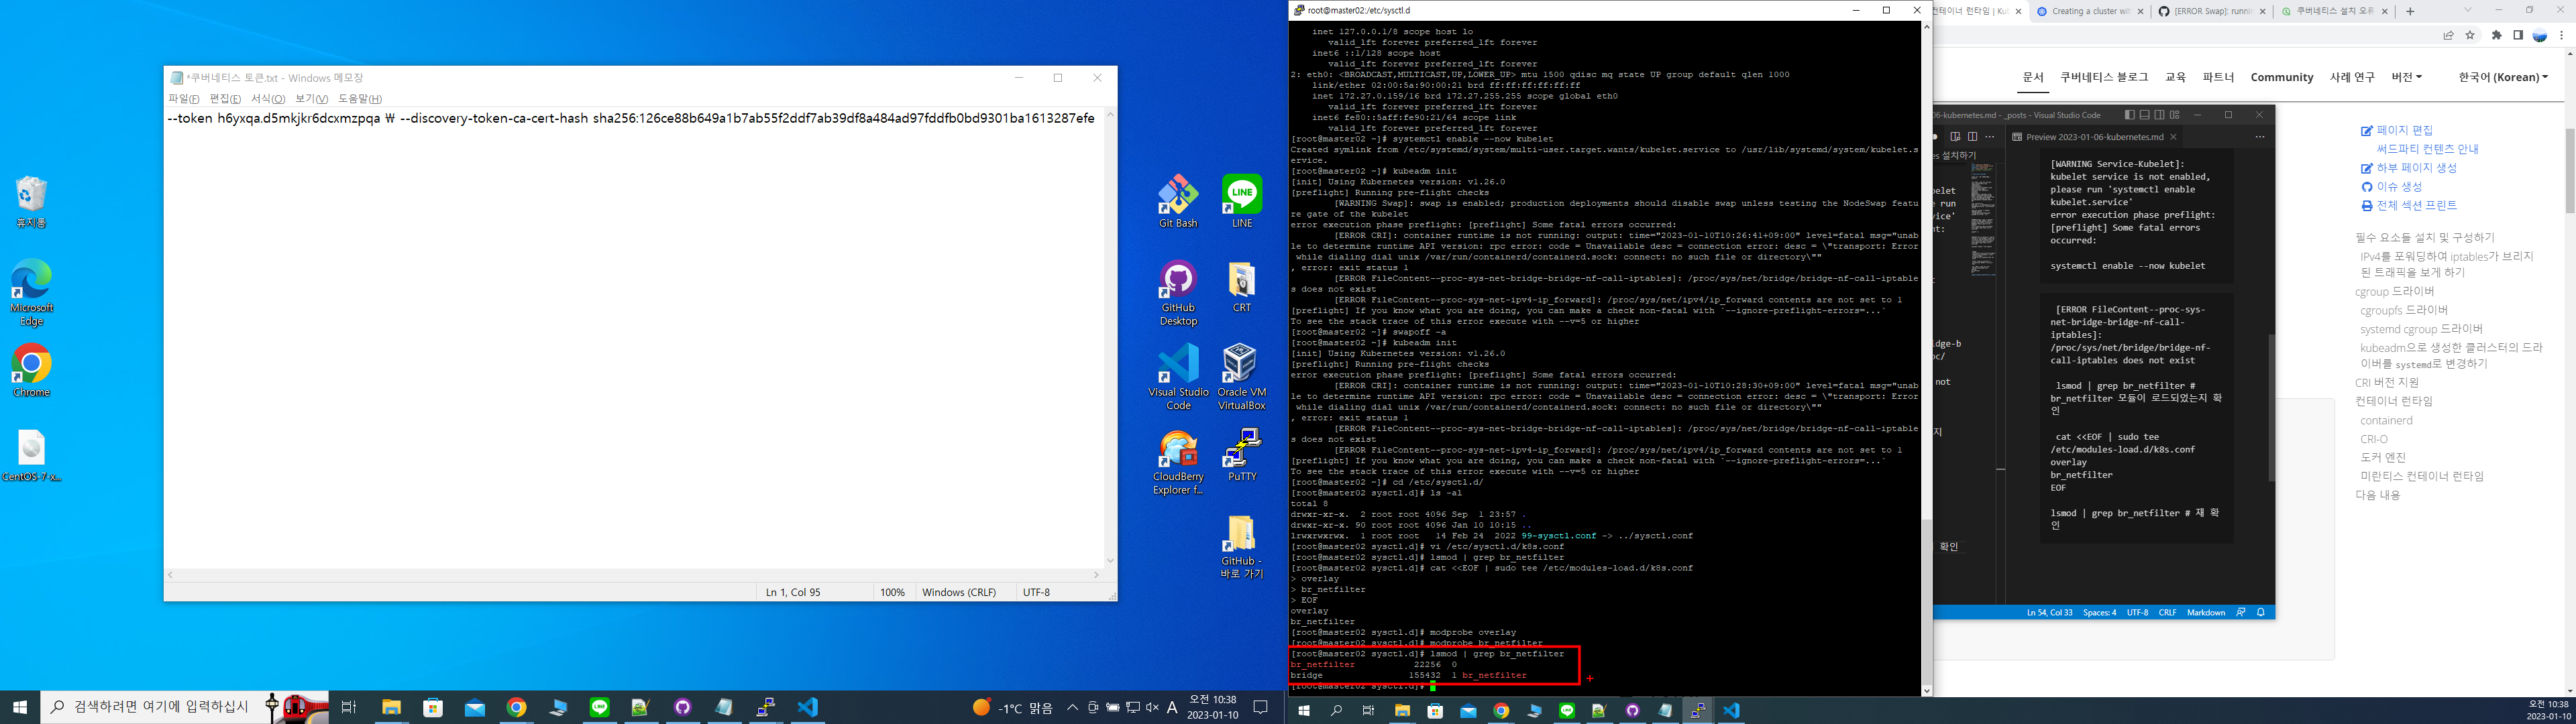 휴지통
Microsoft
Edge
Chrome
CentOS-7-x...
*쿠버네티스 토큰.txt - Windows 메모장
파일(F) 편집(E) 서식(O) 보기(V) 도움말(H)
--token h6yxqa.d5mkjkr6dcxmzpqa ₩ --discovery-token-ca-cert-hash sha256:126ce88b649a1b7ab55f2ddf7ab39df8a484ad97fddfb0bd9301ba1613287efe
Ln 1, Col 95 100% Windows (CRLF) UTF-8
Git Bash
LINE
LINE
GitHub
Desktop
CRT
Visual Studio
Code
Oracle VM
VirtualBox
CloudBerry
Explorer f...
PuTTY
GitHub -
바로 가기
검색하려면 여기에 입력하십시
-1°C 맑음
A
오전 10:38
2023-01-10
root@master02:/etc/sysctl.d
inet 127.0.0.1/8 scope host lo
valid_lft forever preferred_lft forever
inet6 ::1/128 scope host
valid_lft forever preferred_lft forever
2: eth0: <BROADCAST,MULTICAST,UP,LOWER_UP> mtu 1500 qdisc mq state UP group default qlen 1000
link/ether 02:00:5a:90:00:21 brd ff:ff:ff:ff:ff:ff
inet 172.27.0.159/16 brd 172.27.255.255 scope global eth0
valid_lft forever preferred_lft forever
inet6 fe80::5aff:fe90:21/64 scope link
valid_lft forever preferred_lft forever
[root@master02 ~]# systemctl enable --now kubelet
Created symlink from /etc/systemd/system/multi-user.target.wants/kubelet.service to /usr/lib/systemd/system/kubelet.s
ervice.
[root@master02 ~]# kubeadm init
[init] Using Kubernetes version: v1.26.0
[preflight] Running pre-flight checks
[WARNING Swap]: swap is enabled; production deployments should disable swap unless testing the NodeSwap featu
re gate of the kubelet
error execution phase preflight: [preflight] Some fatal errors occurred:
[ERROR CRI]: container runtime is not running: output: time="2023-01-10T10:26:41+09:00" level=fatal msg="unab
le to determine runtime API version: rpc error: code = Unavailable desc = connection error: desc = \"transport: Error
while dialing dial unix /var/run/containerd/containerd.sock: connect: no such file or directory\""
, error: exit status 1
[ERROR FileContent--proc-sys-net-bridge-bridge-nf-call-iptables]: /proc/sys/net/bridge/bridge-nf-call-iptable
s does not exist
[ERROR FileContent--proc-sys-net-ipv4-ip_forward]: /proc/sys/net/ipv4/ip_forward contents are not set to 1
[preflight] If you know what you are doing, you can make a check non-fatal with `--ignore-preflight-errors=...`
To see the stack trace of this error execute with --v=5 or higher
[root@master02 ~]# swapoff -a
[root@master02 ~]# kubeadm init
[init] Using Kubernetes version: v1.26.0
[preflight] Running pre-flight checks
error execution phase preflight: [preflight] Some fatal errors occurred:
[ERROR CRI]: container runtime is not running: output: time="2023-01-10T10:28:30+09:00" level=fatal msg="unab
le to determine runtime API version: rpc error: code = Unavailable desc = connection error: desc = \"transport: Error
while dialing dial unix /var/run/containerd/containerd.sock: connect: no such file or directory\""
, error: exit status 1
[ERROR FileContent--proc-sys-net-bridge-bridge-nf-call-iptables]: /proc/sys/net/bridge/bridge-nf-call-iptable
s does not exist
[ERROR FileContent--proc-sys-net-ipv4-ip_forward]: /proc/sys/net/ipv4/ip_forward contents are not set to 1
[preflight] If you know what you are doing, you can make a check non-fatal with `--ignore-preflight-errors=...`
To see the stack trace of this error execute with --v=5 or higher
[root@master02 ~]# cd /etc/sysctl.d/
[root@master02 sysctl.d]# ls -al
total 8
drwxr-xr-x. 2 root root 4096 Sep 1 23:57 .
drwxr-xr-x. 90 root root 4096 Jan 10 10:15 ..
lrwxrwxrwx. 1 root root 14 Feb 24 2022 99-sysctl.conf -> ../sysctl.conf
[root@master02 sysctl.d]# vi /etc/sysctl.d/k8s.conf
[root@master02 sysctl.d]# lsmod | grep br_netfilter
[root@master02 sysctl.d]# cat <<EOF | sudo tee /etc/modules-load.d/k8s.conf
> overlay
> br_netfilter
> EOF
overlay
br_netfilter
[root@master02 sysctl.d]# modprobe overlay
[root@master02 sysctl.d]# modprobe br_netfilter
[root@master02 sysctl.d]# lsmod | grep br_netfilter
br_netfilter 22256 0
bridge 155432 1 br_netfilter
[root@master02 sysctl.d]#
컨테이너 런타임 | Ku
Creating a cluster wit
[ERROR Swap]: runni
쿠버네티스 설치 오류
문서 쿠버네티스 블로그 교육 파트너 Community 사례 연구 버전 한국어 (Korean)
-06-kubernetes.md - _posts - Visual Studio Code
Preview 2023-01-06-kubernetes.md
es 설치하기
belet
e run
vice'
nt:
idge-b
oc/
not
지
확인
[WARNING Service-Kubelet]:
kubelet service is not enabled,
please run 'systemctl enable
kubelet.service'
error execution phase preflight:
[preflight] Some fatal errors
occurred:
systemctl enable --now kubelet
[ERROR FileContent--proc-sys-
net-bridge-bridge-nf-call-
iptables]:
/proc/sys/net/bridge/bridge-nf-
call-iptables does not exist
lsmod | grep br_netfilter #
br_netfilter 모듈이 로드되었는지 확
인
cat <<EOF | sudo tee
/etc/modules-load.d/k8s.conf
overlay
br_netfilter
EOF
lsmod | grep br_netfilter # 재 확
인
Ln 54, Col 33 Spaces: 4 UTF-8 CRLF Markdown
페이지 편집
써드파티 컨텐츠 안내
하부 페이지 생성
이슈 생성
전체 섹션 프린트
필수 요소들 설치 및 구성하기
IPv4를 포워딩하여 iptables가 브리지
된 트래픽을 보게 하기
cgroup 드라이버
cgroupfs 드라이버
systemd cgroup 드라이버
kubeadm으로 생성한 클러스터의 드라
이버를 systemd로 변경하기
CRI 버전 지원
컨테이너 런타임
containerd
CRI-O
도커 엔진
미란티스 컨테이너 런타임
다음 내용
오전 10:38
2023-01-10